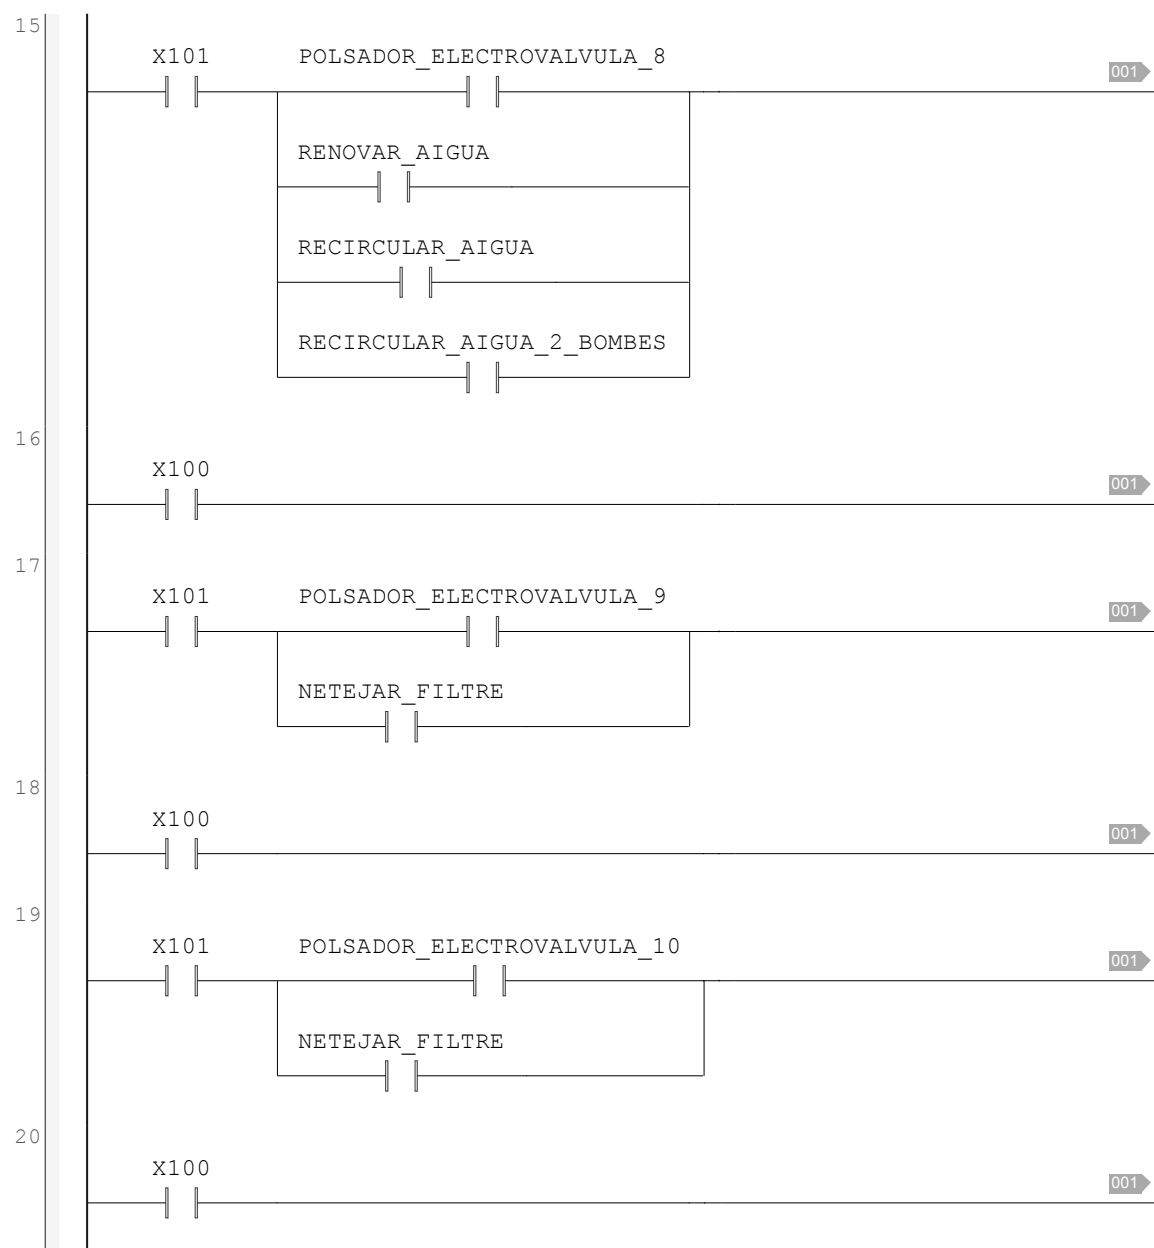 15
X101 POLSADOR_ELECTROVALVULA_8
001
RENOVAR_AIGUA
RECIRCULAR_AIGUA
RECIRCULAR_AIGUA_2_BOMBES
16
X100
001
17
X101 POLSADOR_ELECTROVALVULA_9
001
NETEJAR_FILTRE
18
X100
001
19
X101 POLSADOR_ELECTROVALVULA_10
001
NETEJAR_FILTRE
20
X100
001